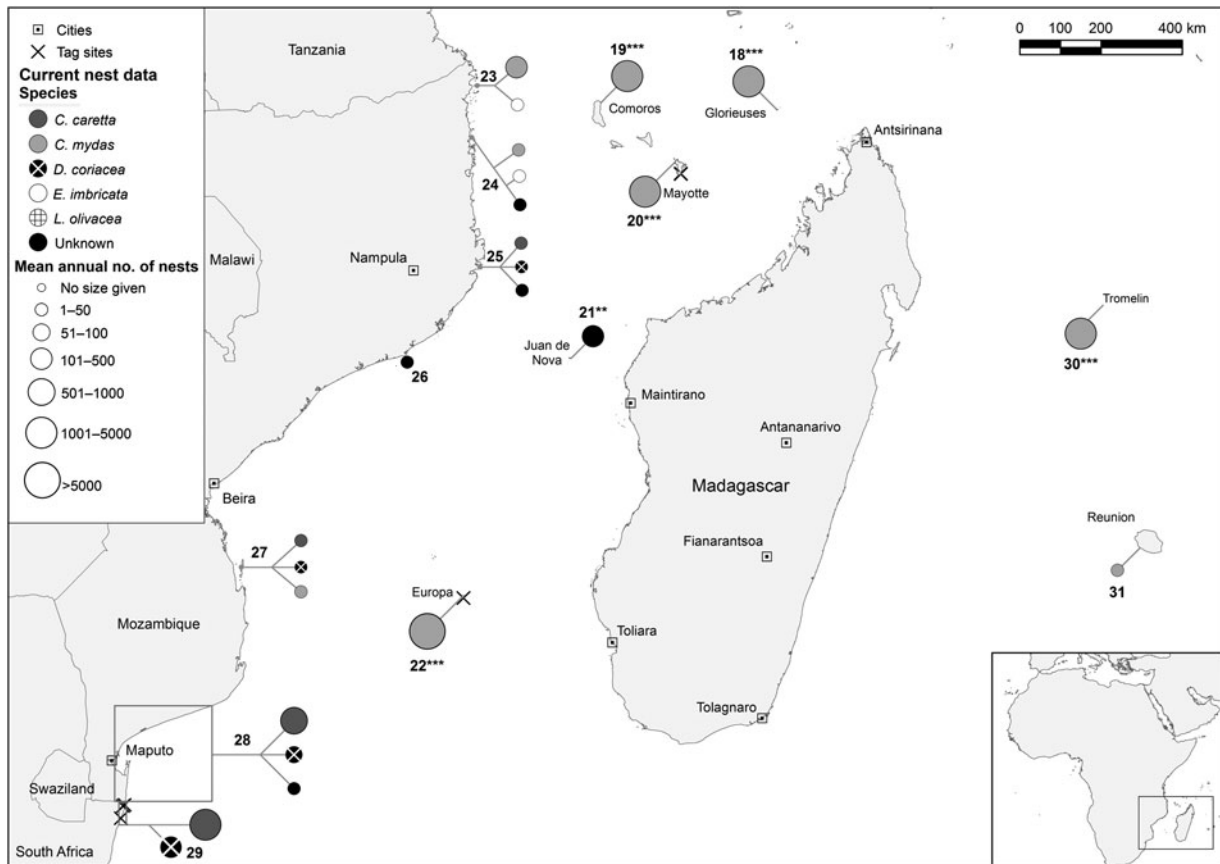 Cities
Tag sites
Current nest data
Species
C. caretta
C. mydas
D. coriacea
E. imbricata
L. olivacea
Unknown
Mean annual no. of nests
No size given
1–50
51–100
101–500
501–1000
1001–5000
>5000
0 100 200 400 km
Tanzania
23
19***
18***
Comoros
Glorieuses
Antsirinana
24
Mayotte
20***
Malawi
Nampula
25
Tromelin
21**
Juan de
Nova
30***
26
Maintirano
Antananarivo
Madagascar
Beira
Reunion
27
Fianarantsoa
31
Europa
Mozambique
Toliara
22***
Tolagnaro
28
Maputo
Swaziland
29
South Africa